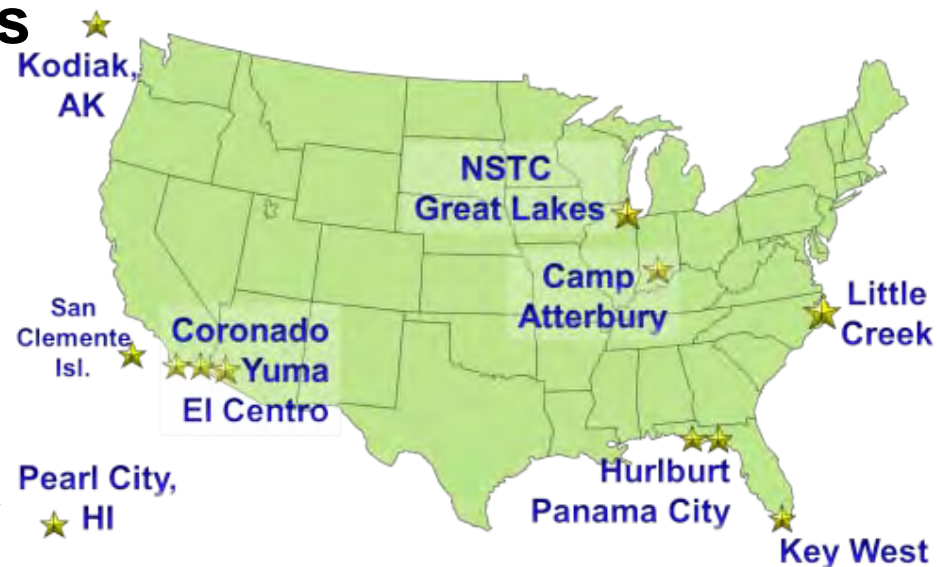 s
Kodiak,
AK
NSTC
Great Lakes
Camp
Atterbury
Little
Creek
San
Clemente
Isl.
Coronado
Yuma
El Centro
Pearl City,
HI
Hurlburt
Panama City
Key West